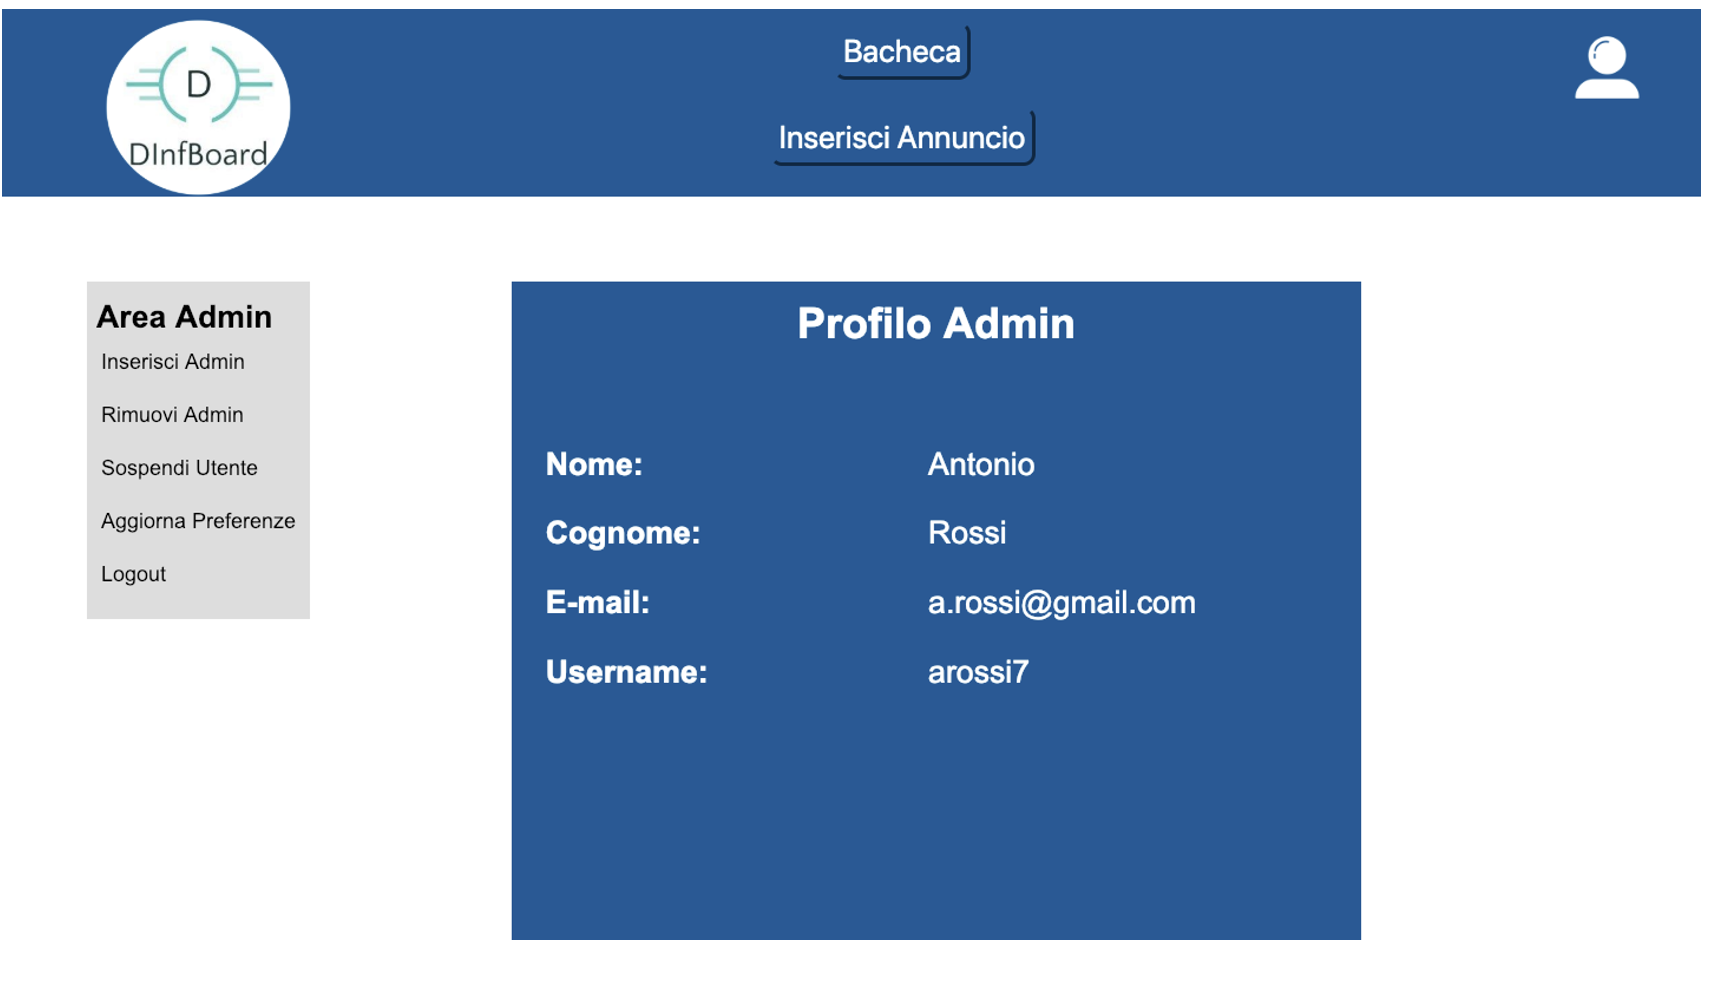 D
DInfBoard
Bacheca
Inserisci Annuncio
Area Admin
Inserisci Admin
Rimuovi Admin
Sospendi Utente
Aggiorna Preferenze
Logout
Profilo Admin
Nome: Antonio
Cognome: Rossi
E-mail: a.rossi@gmail.com
Username: arossi7